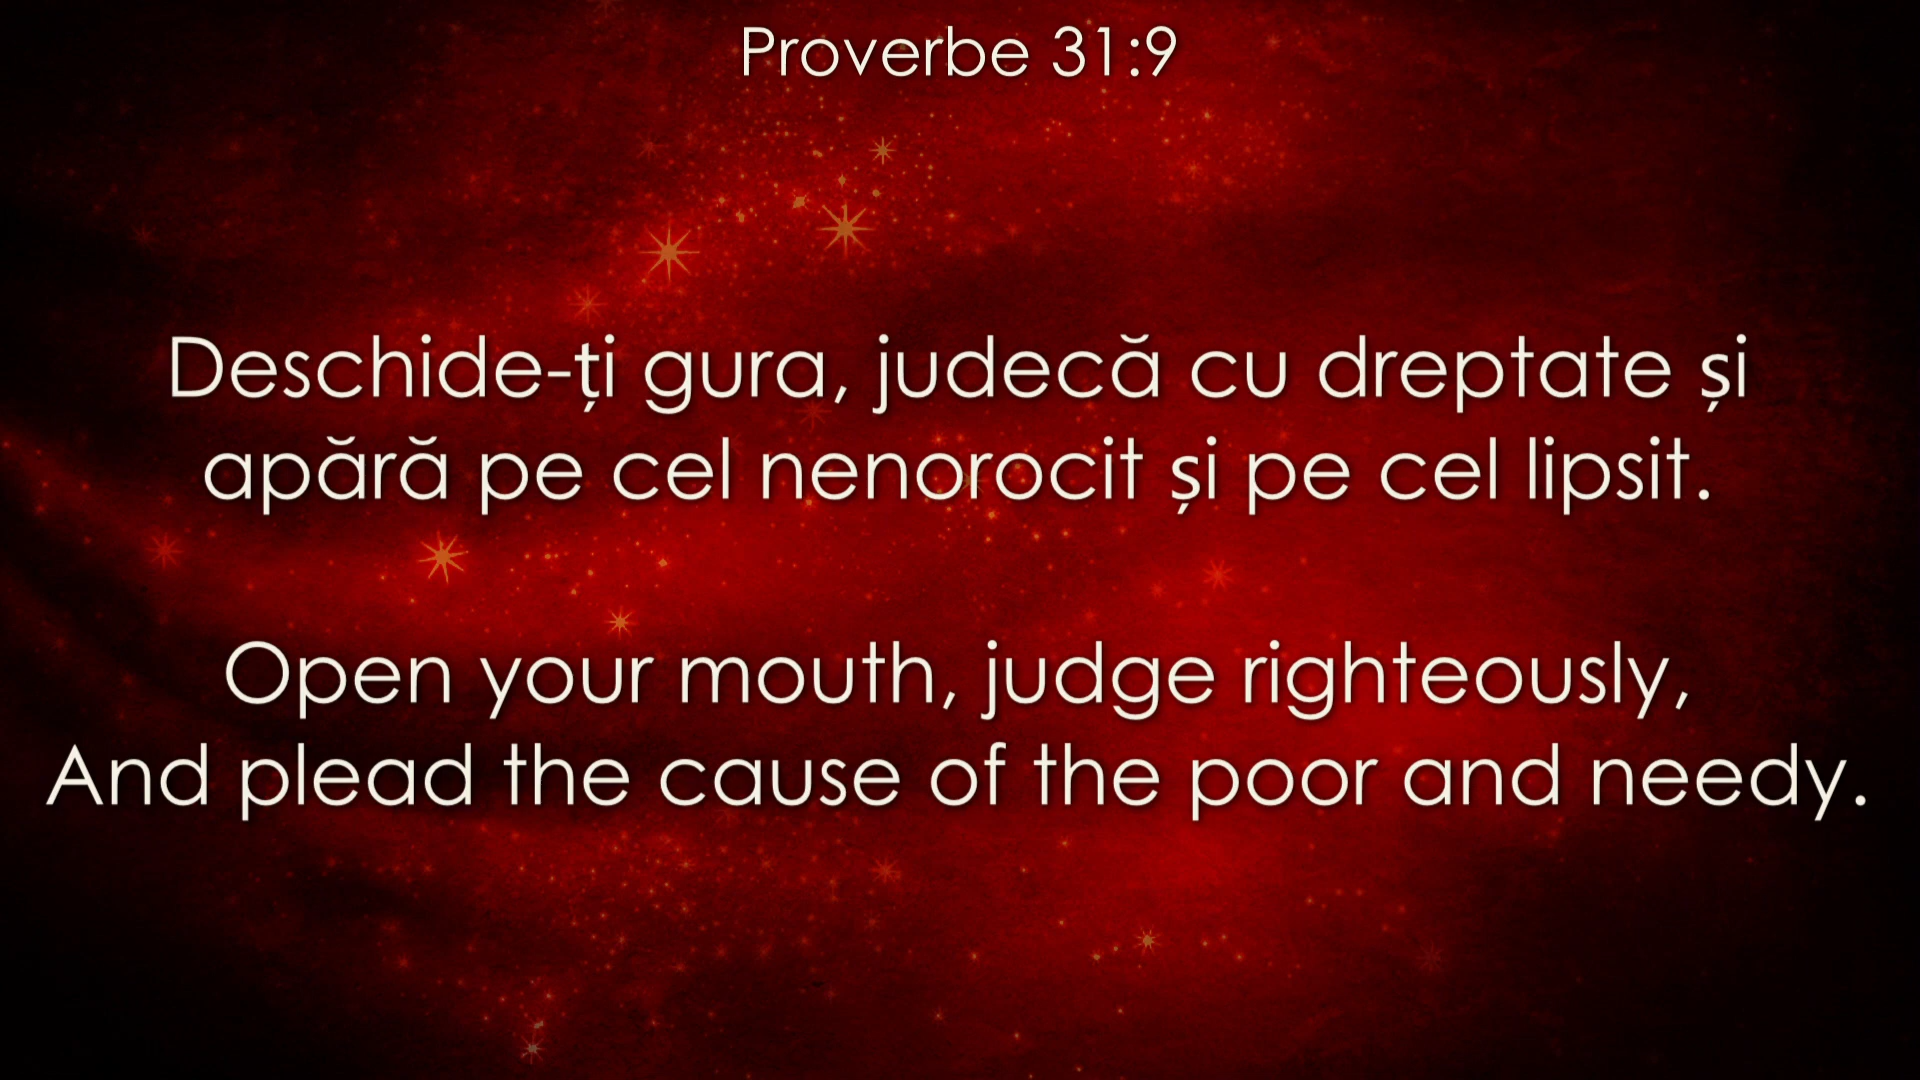 Proverbe 31:9
Deschide-ți gura, judecă cu dreptate și
apără pe cel nenorocit și pe cel lipsit.
Open your mouth, judge righteously,
And plead the cause of the poor and needy.